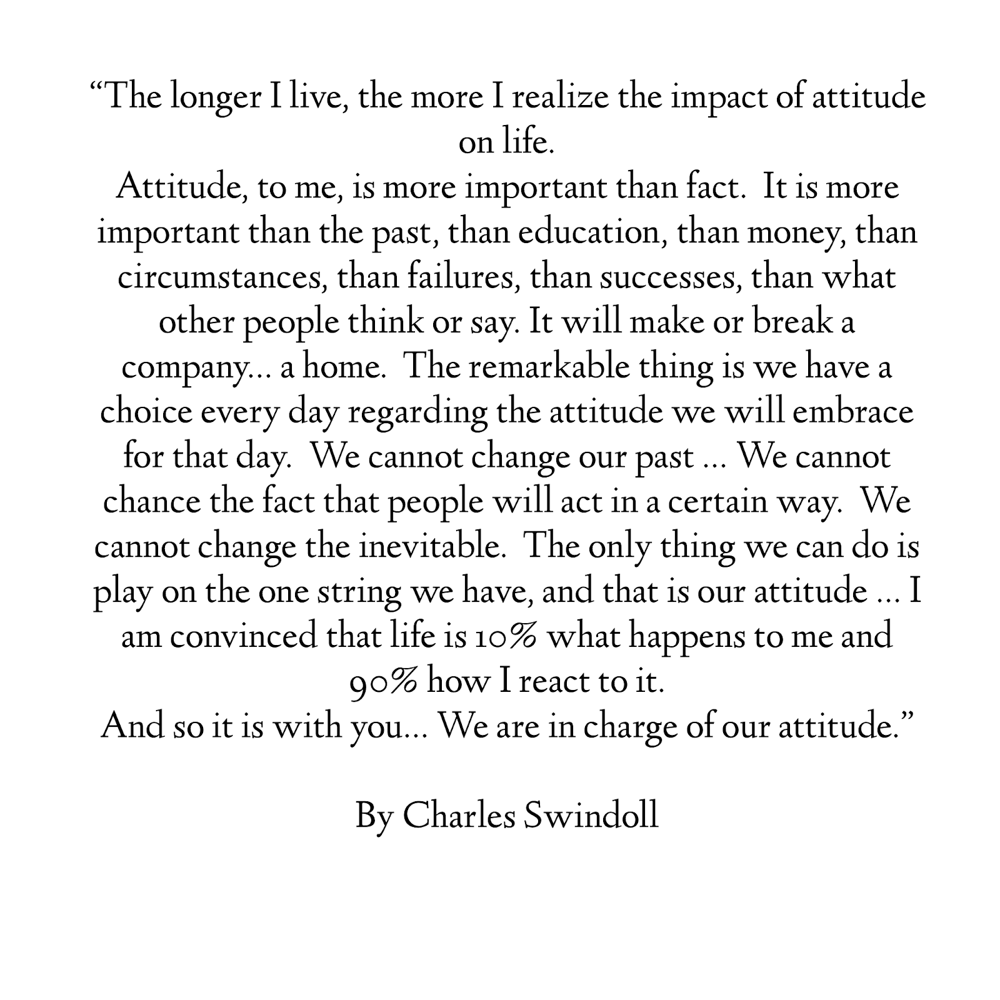 “The longer I live, the more I realize the impact of attitude
on life.
Attitude, to me, is more important than fact.  It is more
important than the past, than education, than money, than
circumstances, than failures, than successes, than what
other people think or say. It will make or break a
company... a home.  The remarkable thing is we have a
choice every day regarding the attitude we will embrace
for that day.  We cannot change our past ... We cannot
chance the fact that people will act in a certain way.  We
cannot change the inevitable.  The only thing we can do is
play on the one string we have, and that is our attitude ... I
am convinced that life is 10% what happens to me and
90% how I react to it.
And so it is with you... We are in charge of our attitude.”
By Charles Swindoll